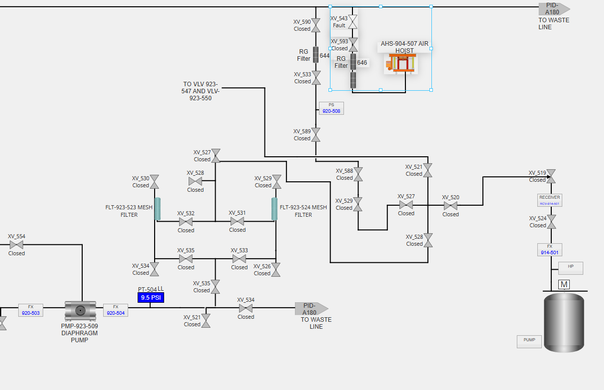 PID-
A180
TO WASTE
LINE
XV_590
Closed
XV_543
Fault
XV_593
Closed
AHS-904-507 AIR
HOIST
RG
Filter
644
RG
Filter
646
XV_533
Closed
TO VLV 923-
547 AND VLV-
923-550
PS
920-508
XV_589
Closed
XV_527
Closed
XV_528
Closed
XV_530
Closed
XV_529
Closed
XV_588
Closed
XV_521
Closed
XV_519
Closed
FLT-923-523 MESH
FILTER
FLT-923-524 MESH
FILTER
XV_529
Closed
XV_527
Closed
XV_520
Closed
RECEIVER
XV_532
Closed
XV_531
Closed
XV_524
Closed
XV_554
Closed
XV_528
Closed
XV_535
Closed
XV_533
Closed
XV_534
Closed
XV_526
Closed
FX
914-501
HP
M
PT-504LL
9.5 PSI
XV_535
Closed
XV_534
Closed
PID-
A180
TO WASTE
LINE
FX
920-503
FX
920-504
XV_521
Closed
PMP-923-509
DIAPHRAGM
PUMP
PUMP